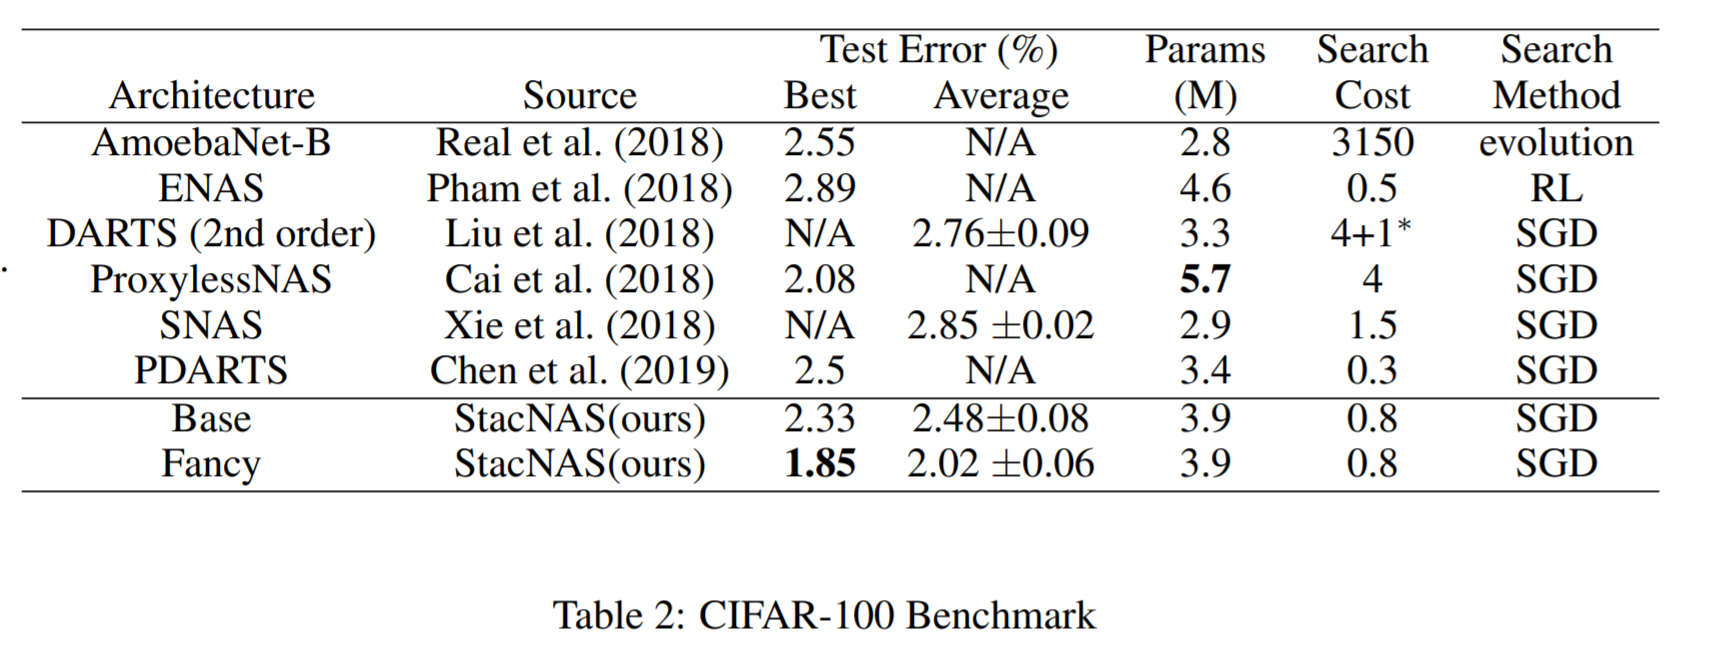 Test Error (%) Params Search Search
Architecture Source Best Average (M) Cost Method
AmoebaNet-B Real et al. (2018) 2.55 N/A 2.8 3150 evolution
ENAS Pham et al. (2018) 2.89 N/A 4.6 0.5 RL
DARTS (2nd order) Liu et al. (2018) N/A 2.76±0.09 3.3 4+1* SGD
ProxylessNAS Cai et al. (2018) 2.08 N/A 5.7 4 SGD
SNAS Xie et al. (2018) N/A 2.85 ±0.02 2.9 1.5 SGD
PDARTS Chen et al. (2019) 2.5 N/A 3.4 0.3 SGD
Base StacNAS(ours) 2.33 2.48±0.08 3.9 0.8 SGD
Fancy StacNAS(ours) 1.85 2.02 ±0.06 3.9 0.8 SGD
Table 2: CIFAR-100 Benchmark